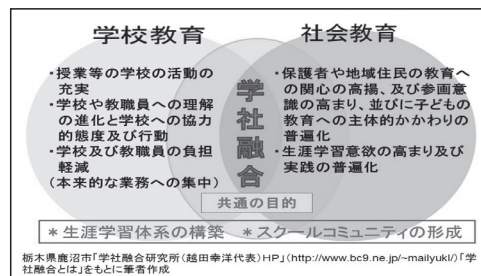 学校教育
社会教育
・授業等の学校の活動の
充実
・学校や教職員への理解
の進化と学校への協力
的態度及び行動
・学校及び教職員の負担
軽減
(本来的な業務への集中)
学社融合
・保護者や地域住民の教育へ
の関心の高揚、及び参画意
識の高まり、並びに子どもの
教育への主体的かかわりの
普遍化
・生涯学習意欲の高まり及び
実践の普遍化
共通の目的
*生涯学習体系の構築 *スクールコミュニティの形成
栃木県鹿沼市「学社融合研究所(越田幸洋代表)HP」(http://www.bc9.ne.jp/~mailyukl/)「学
社融合とは」をもとに筆者作成